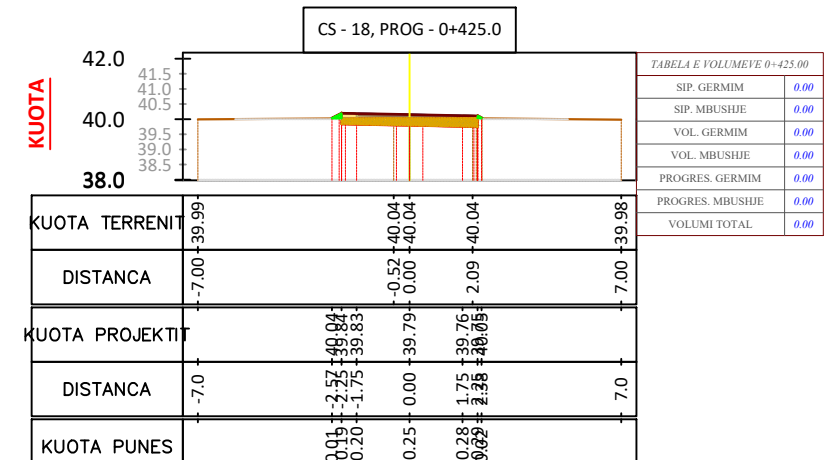 CS - 18, PROG - 0+425.0
KUOTA
42.0
41.5
41.0
40.5
40.0
39.5
39.0
38.5
38.0
TABELA E VOLUMEVE 0+425.00
SIP. GERMIM 0.00
SIP. MBUSHJE 0.00
VOL. GERMIM 0.00
VOL. MBUSHJE 0.00
PROGRES. GERMIM 0.00
PROGRES. MBUSHJE 0.00
VOLUMI TOTAL 0.00
KUOTA TERRENIT 39.99 40.04 40.04 40.04 39.98
DISTANCA -7.00 -0.52 0.00 2.09 7.00
KUOTA PROJEKTIT 40.04 39.84 39.83 39.79 39.76
DISTANCA -7.0 -2.57 -2.25 -1.75 0.00 1.75 7.0
KUOTA PUNES 0.01 0.19 0.20 0.25 0.28